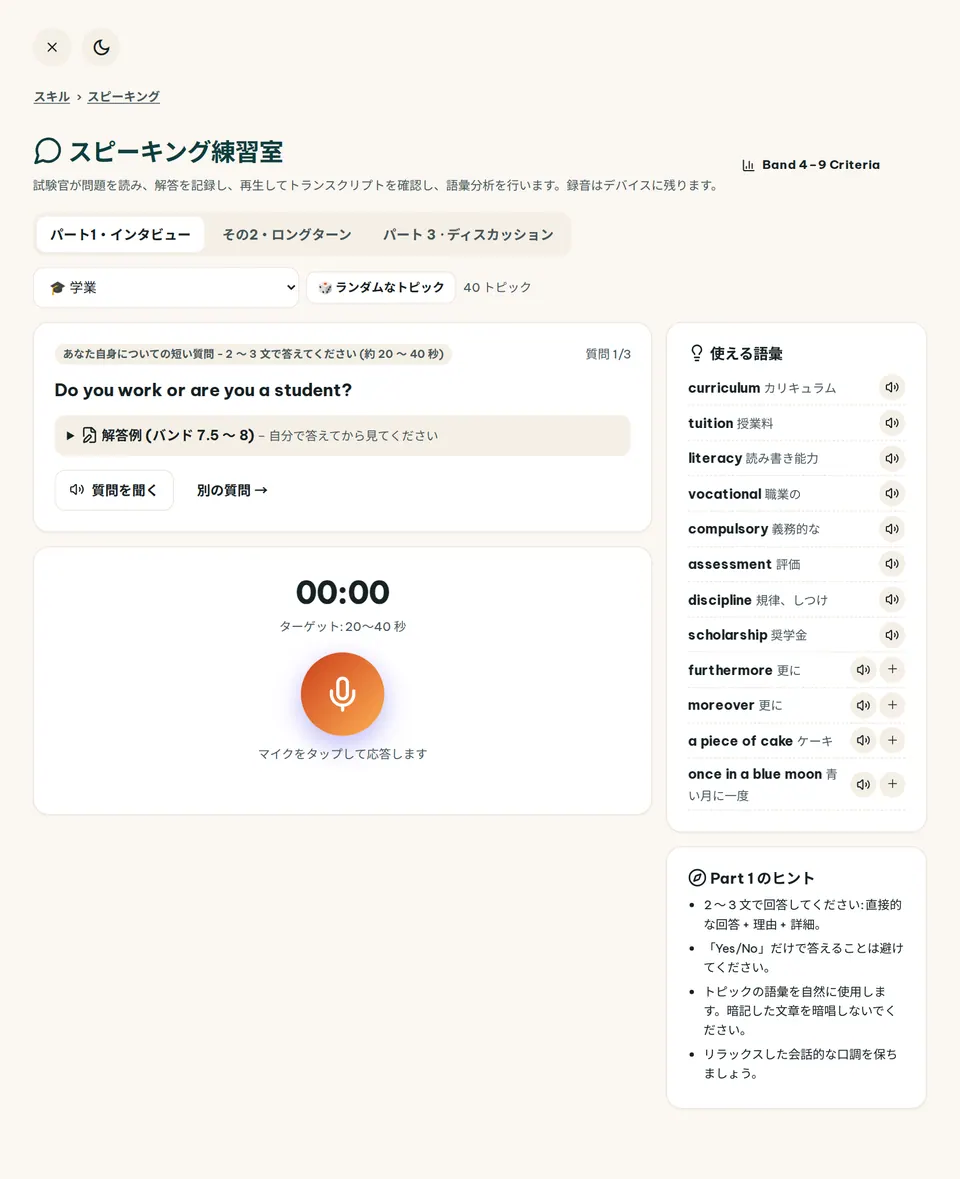 スキル › スピーキング
スピーキング練習室
試験官が問題を読み、解答を記録し、再生してトランスクリプトを確認し、語彙分析を行います。録音はデバイスに残ります。
Band 4–9 Criteria
パート1・インタビュー
その2・ロングターン
パート 3・ディスカッション
🎓 学業
🎲 ランダムなトピック
40 トピック
あなた自身についての短い質問 - 2 ～ 3 文で答えてください (約 20 ～ 40 秒)
質問 1/3
Do you work or are you a student?
▶ 解答例 (バンド 7.5 ～ 8) – 自分で答えてから見てください
質問を聞く
別の質問 →
00:00
ターゲット: 20～40 秒
マイクをタップして応答します
使える語彙
curriculum カリキュラム
tuition 授業料
literacy 読み書き能力
vocational 職業の
compulsory 義務的な
assessment 評価
discipline 規律、しつけ
scholarship 奨学金
furthermore 更に
moreover 更に
a piece of cake ケーキ
once in a blue moon 青
い月に一度
Part 1 のヒント
• 2 ～ 3 文で回答してください: 直接的
な回答 + 理由 + 詳細。
• 「Yes/No」だけで答えることは避け
てください。
• トピックの語彙を自然に使用しま
す。暗記した文章を暗唱しないでく
ださい。
• リラックスした会話的な口調を保ち
ましょう。